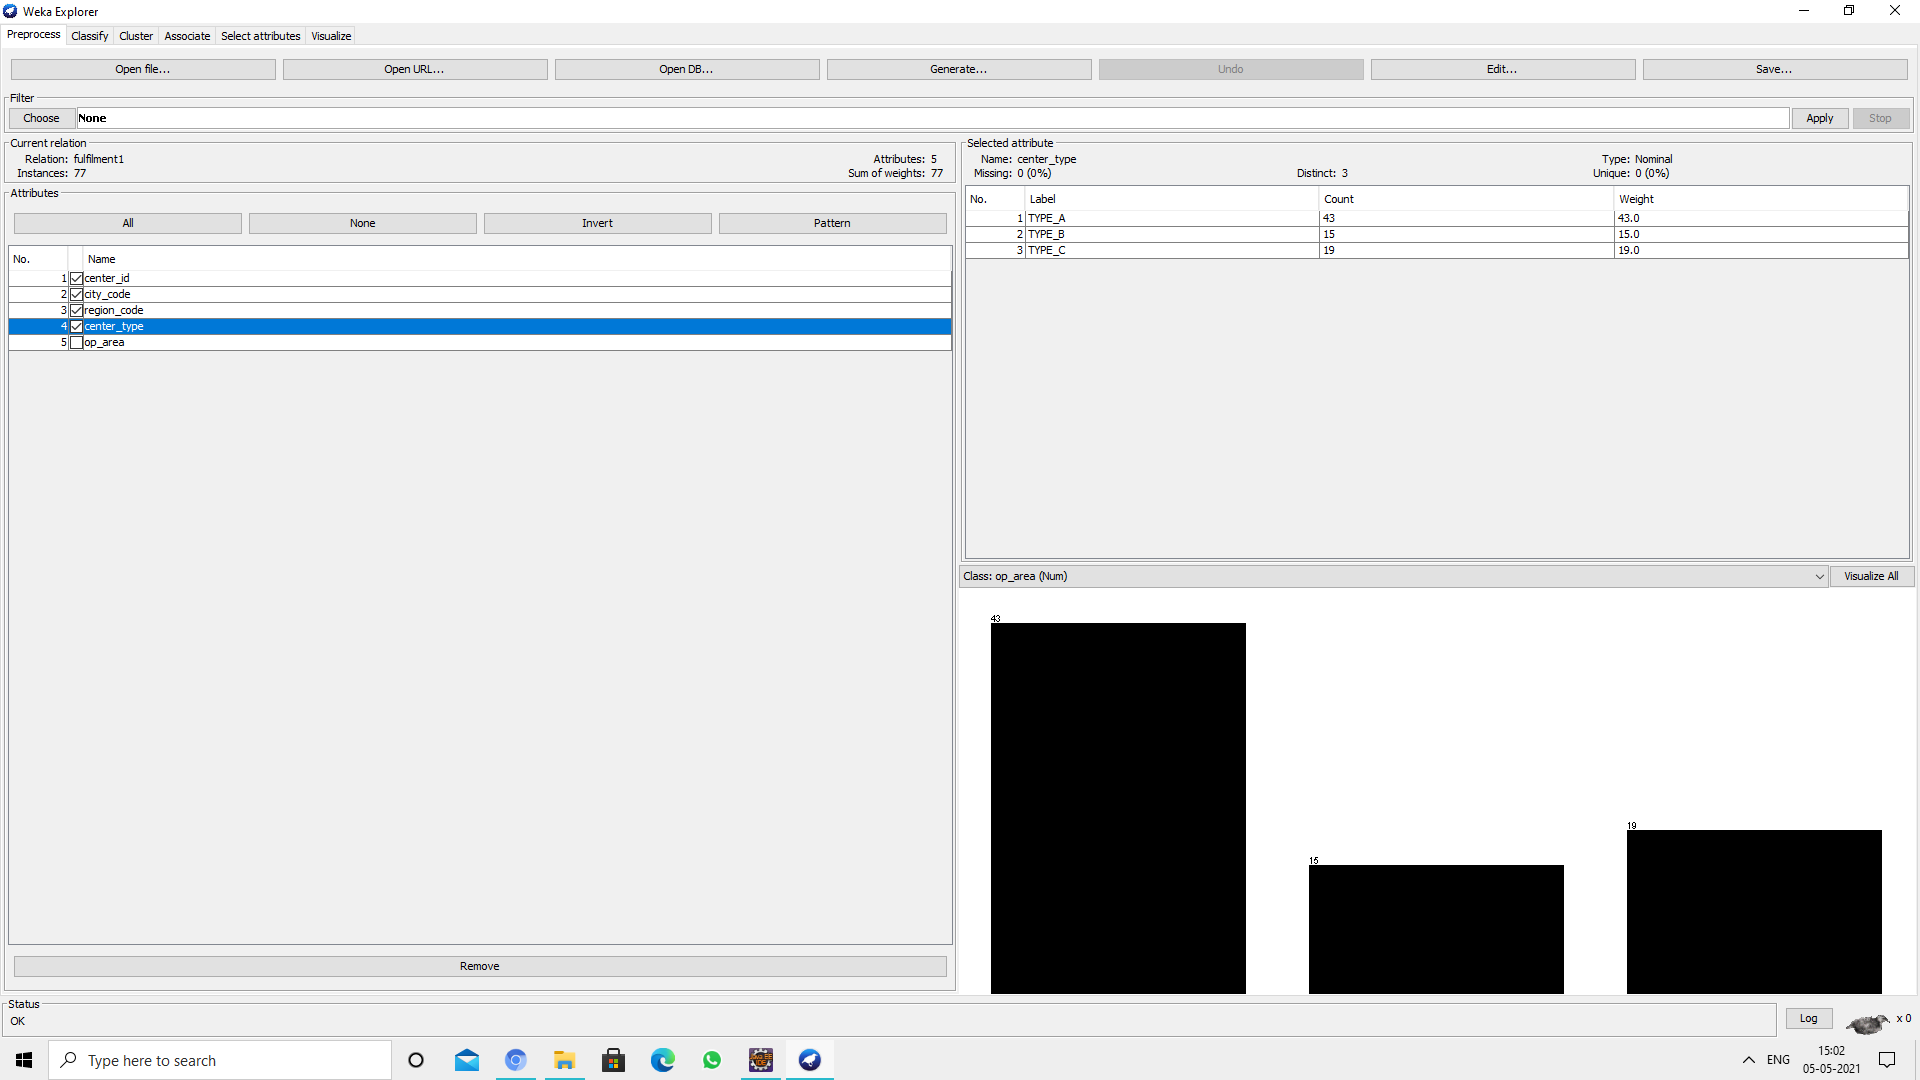 Weka Explorer
Preprocess Classify Cluster Associate Select attributes Visualize
Open file... Open URL... Open DB... Generate... Undo Edit... Save...
Filter
Choose None Apply Stop
Current relation
Relation: fulfilment1 Attributes: 5
Instances: 77 Sum of weights: 77
Attributes
All None Invert Pattern
No. Name
1 center_id
2 city_code
3 region_code
4 center_type
5 op_area
Remove
Selected attribute
Name: center_type Type: Nominal
Missing: 0 (0%) Distinct: 3 Unique: 0 (0%)
No. Label Count Weight
1 TYPE_A 43 43.0
2 TYPE_B 15 15.0
3 TYPE_C 19 19.0
Class: op_area (Num) Visualize All
43
15
19
Status
OK
Log x 0
Type here to search
ENG
15:02
05-05-2021